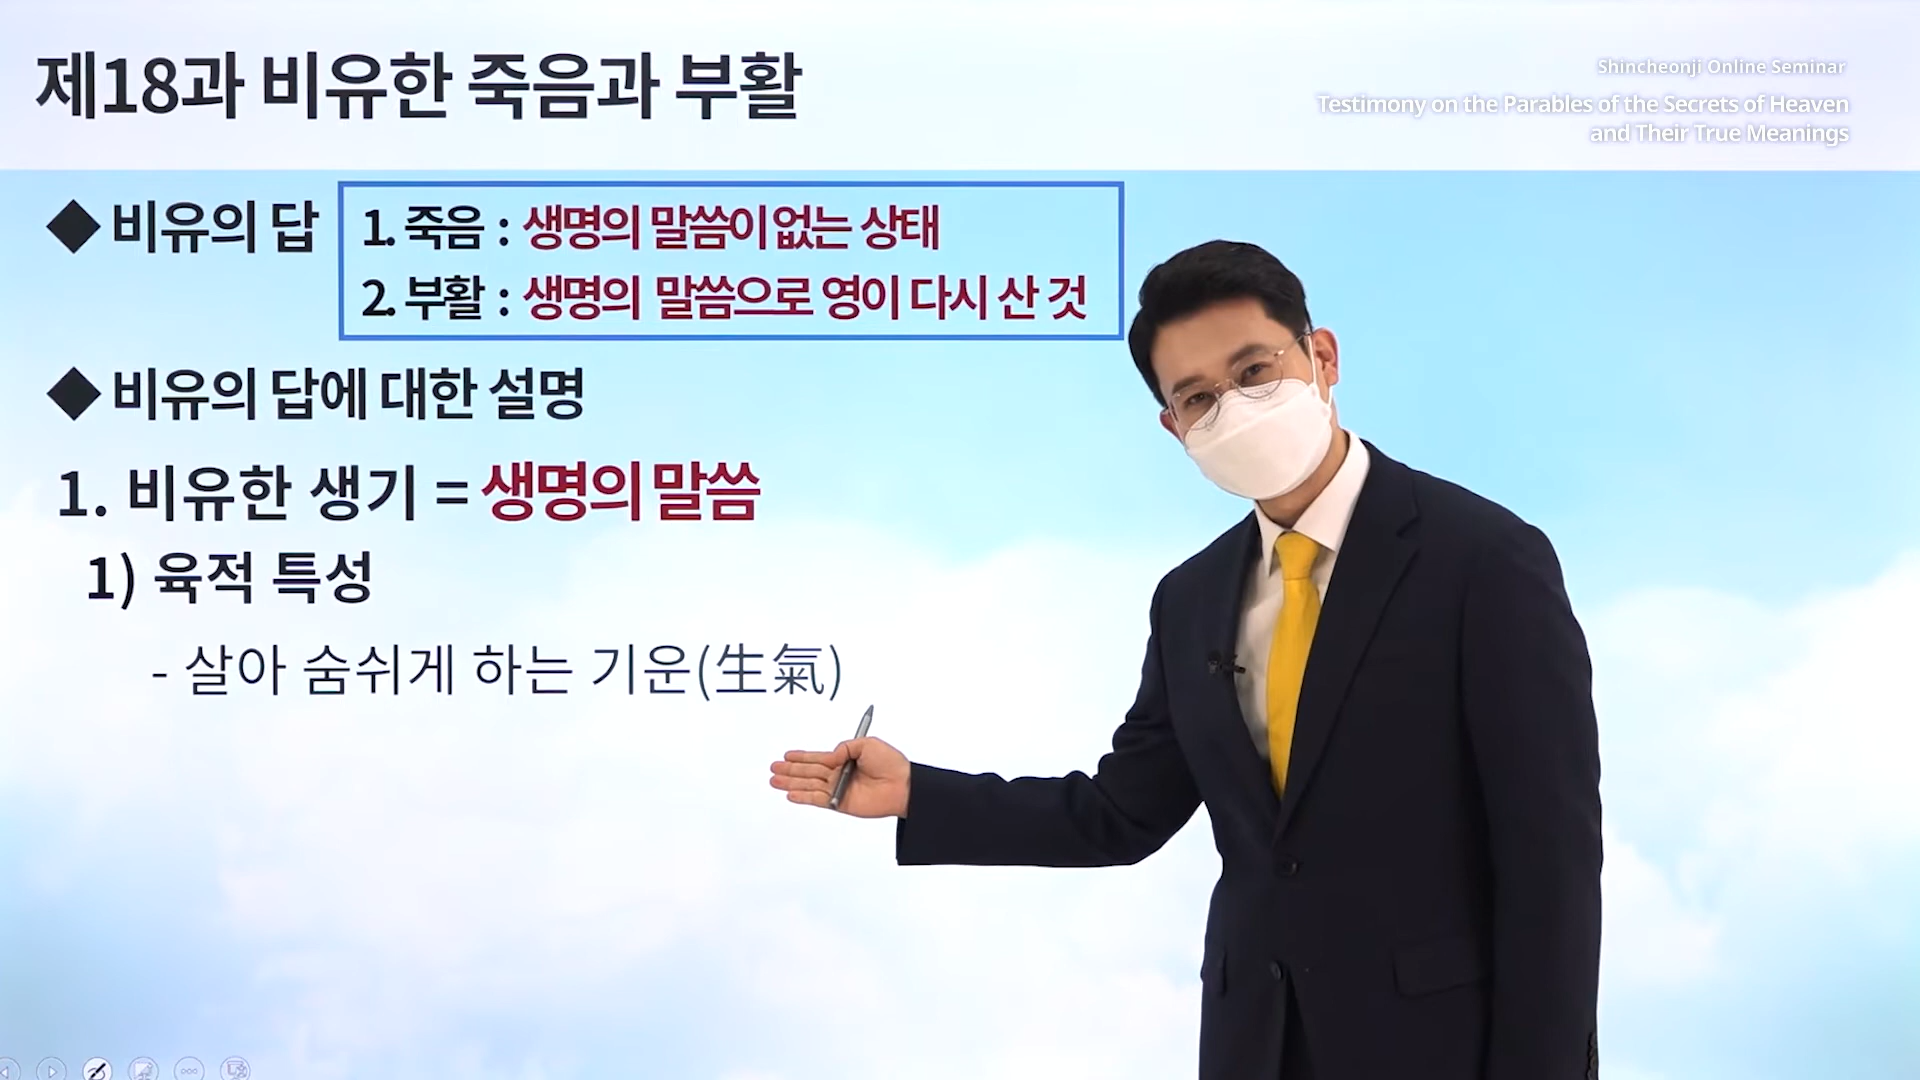 제18과 비유한 죽음과 부활
Shincheonji Online Seminar
Testimony on the Parables of the Secrets of Heaven
and Their True Meanings
◆ 비유의 답
1. 죽음 : 생명의 말씀이 없는 상태
2. 부활 : 생명의 말씀으로 영이 다시 산 것
◆ 비유의 답에 대한 설명
1. 비유한 생기 = 생명의 말씀
1) 육적 특성
- 살아 숨쉬게 하는 기운(生氣)